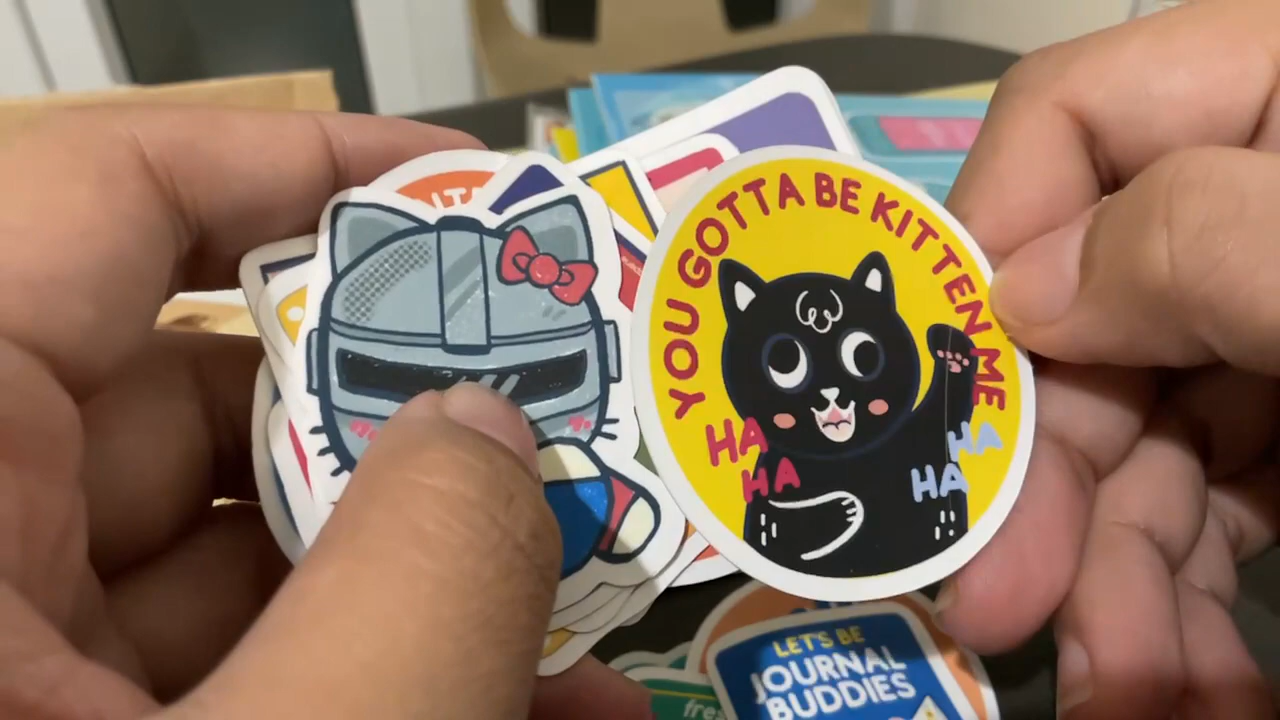 YOU GOTTA BE KITTEN ME
HA
HA
HA
HA
LET'S BE
JOURNAL
BUDDIES